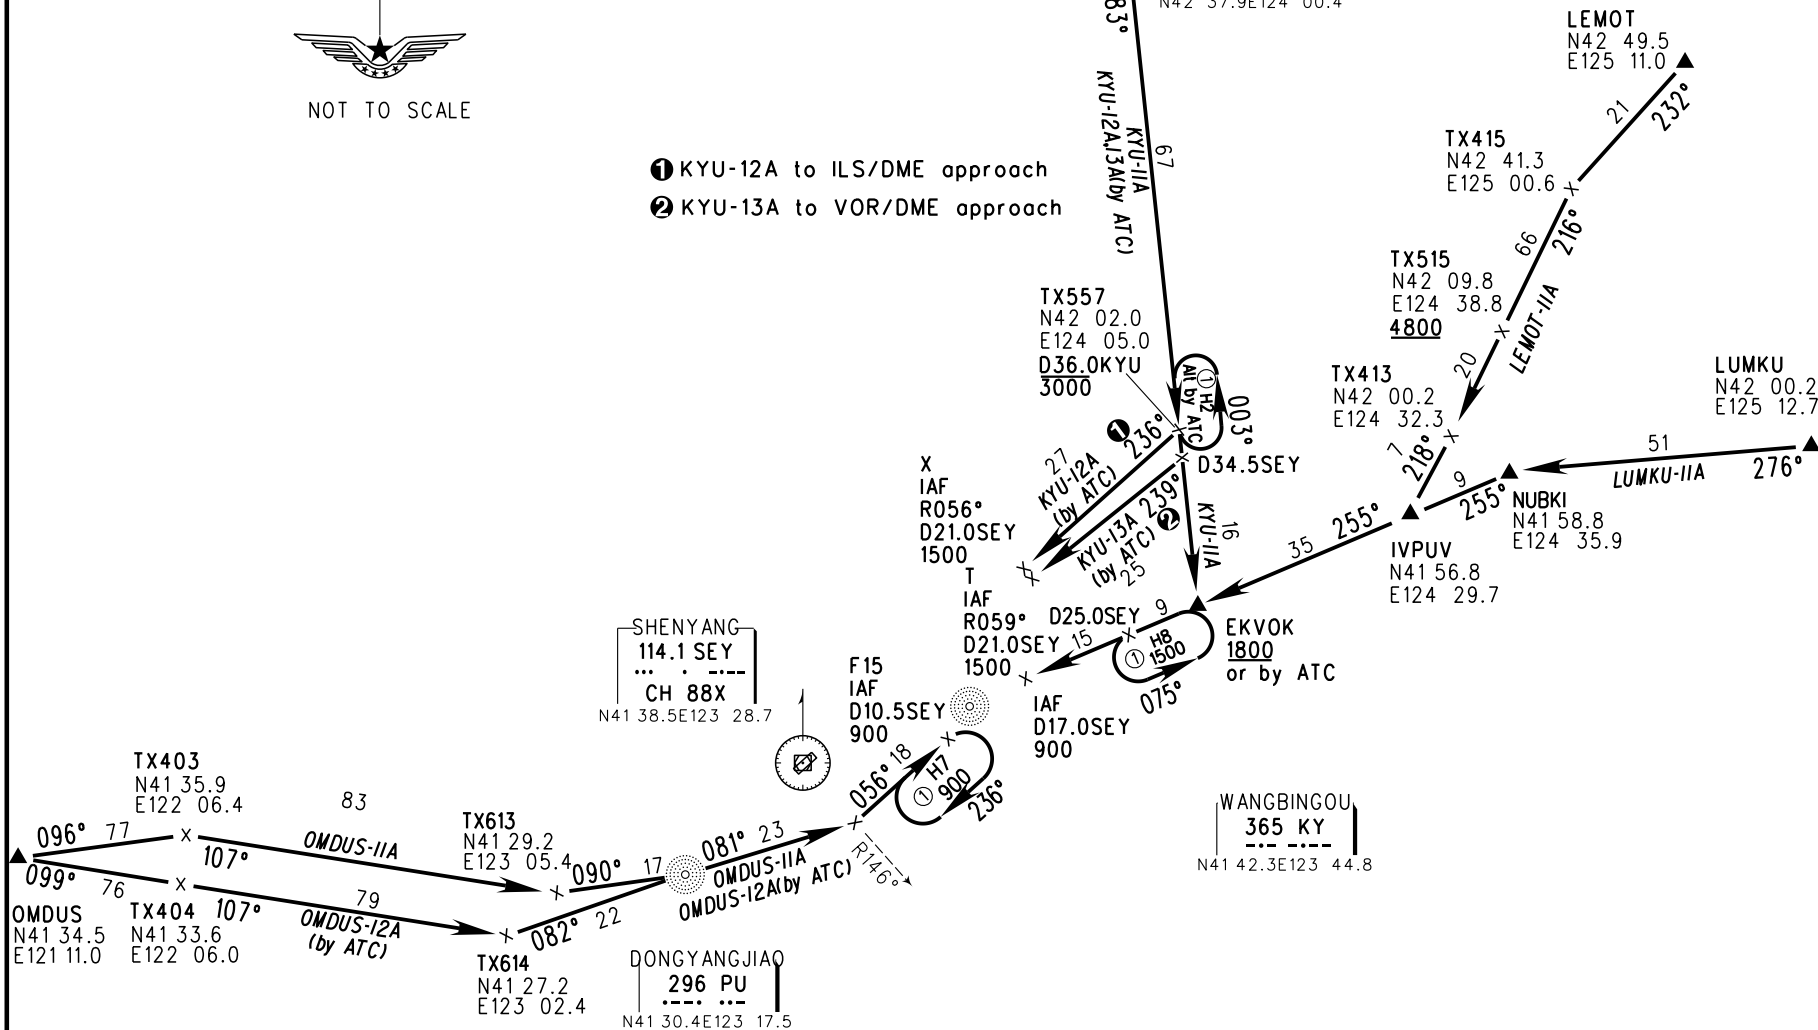 83°
N42 37.9E124 00.4
NOT TO SCALE
❶ KYU-12A to ILS/DME approach
❷ KYU-13A to VOR/DME approach
KYU-11A
KYU-12A,13A(by ATC)
67
LEMOT
N42 49.5
E125 11.0
21
232°
TX415
N42 41.3
E125 00.6
66
216°
TX515
N42 09.8
E124 38.8
4800
LEMOT-11A
20
TX413
N42 00.2
E124 32.3
7
218°
LUMKU
N42 00.2
E125 12.7
51
276°
LUMKU-11A
9
255°
NUBKI
N41 58.8
E124 35.9
IVPUV
N41 56.8
E124 29.7
255°
35
TX557
N42 02.0
E124 05.0
D36.0KYU
3000
① H2
Alt by ATC
003°
❶
236°
27
KYU-12A
(by ATC)
D34.5SEY
KYU-13A 239°
(by ATC) ❷
25
16
KYU-11A
X
IAF
R056°
D21.0SEY
1500
T
IAF
R059°
D21.0SEY
1500
D25.0SEY
9
15
① H8
1500
075°
EKVOK
1800
or by ATC
IAF
D17.0SEY
900
SHENYANG
114.1 SEY
CH 88X
N41 38.5E123 28.7
F15
IAF
D10.5SEY
900
① H7
900
236°
056° 18
R146°
WANGBINGOU
365 KY
N41 42.3E123 44.8
TX403
N41 35.9
E122 06.4
83
096° 77
107°
OMDUS-11A
TX613
N41 29.2
E123 05.4
090° 17
081° 23
OMDUS-11A
OMDUS-12A(by ATC)
099°
76
107°
79
OMDUS-12A
(by ATC)
OMDUS
N41 34.5
E121 11.0
TX404
N41 33.6
E122 06.0
082° 22
TX614
N41 27.2
E123 02.4
DONGYANGJIAO
296 PU
N41 30.4E123 17.5